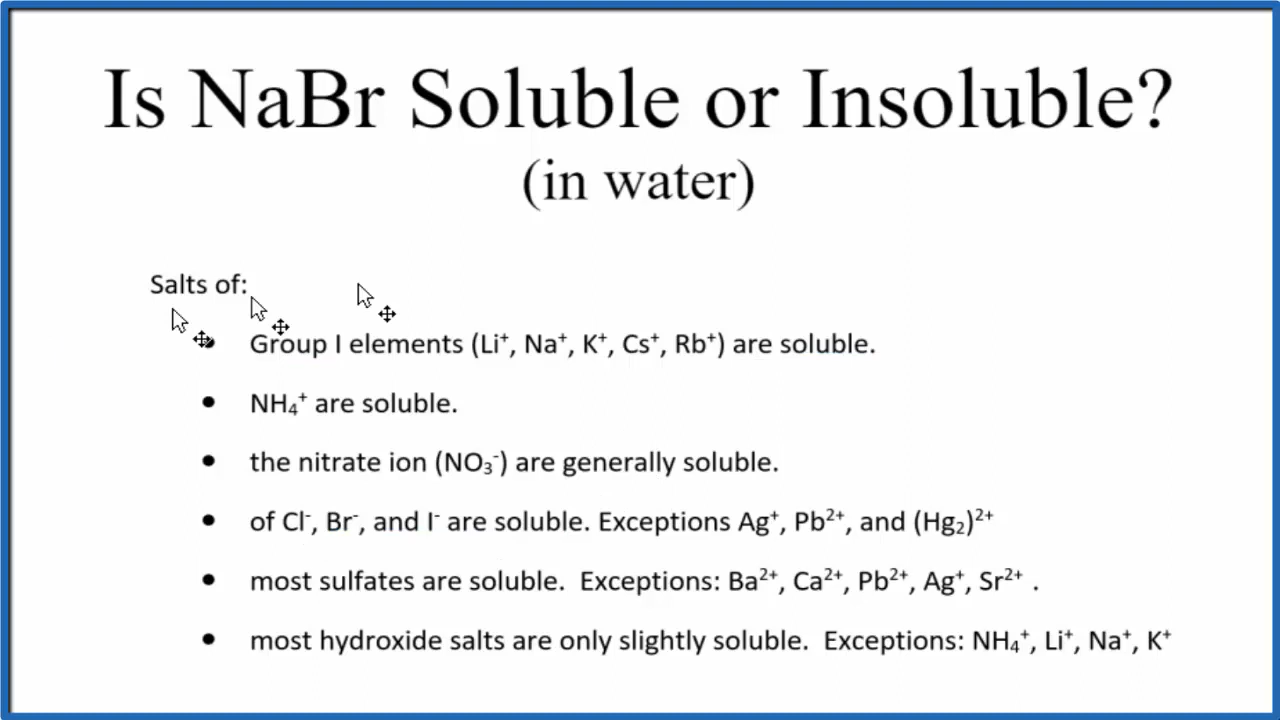 Is NaBr Soluble or Insoluble?
(in water)
Salts of:
• Group I elements (Li⁺, Na⁺, K⁺, Cs⁺, Rb⁺) are soluble.
• NH₄⁺ are soluble.
• the nitrate ion (NO₃⁻) are generally soluble.
• of Cl⁻, Br⁻, and I⁻ are soluble. Exceptions Ag⁺, Pb²⁺, and (Hg₂)²⁺
• most sulfates are soluble.  Exceptions: Ba²⁺, Ca²⁺, Pb²⁺, Ag⁺, Sr²⁺ .
• most hydroxide salts are only slightly soluble.  Exceptions: NH₄⁺, Li⁺, Na⁺, K⁺